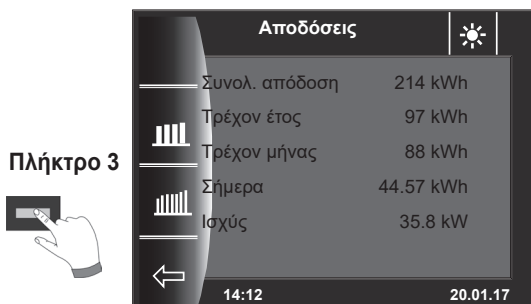 Αποδόσεις
Συνολ. απόδοση 214 kWh
Τρέχον έτος 97 kWh
Τρέχον μήνας 88 kWh
Πλήκτρο 3
Σήμερα 44.57 kWh
Ισχύς 35.8 kW
14:12 20.01.17